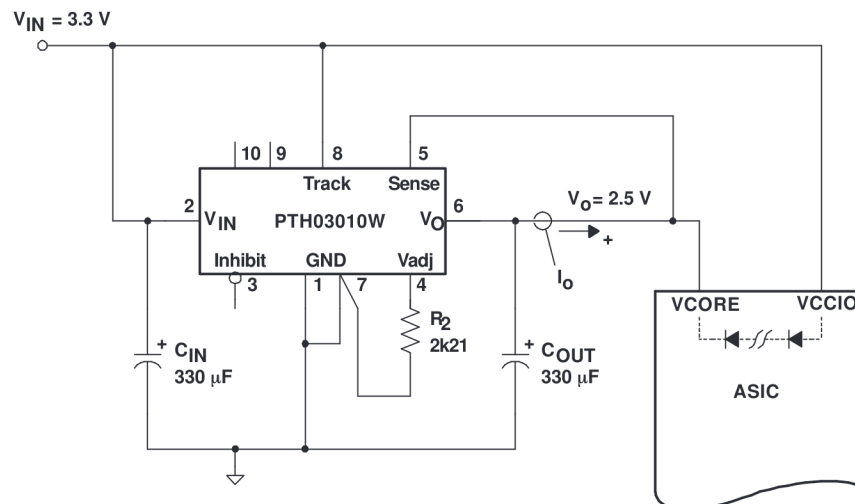 VIN = 3.3 V
10 9 8 5
Track Sense
2 VIN PTH03010W VO 6
Vo = 2.5 V
+
Io
Inhibit GND Vadj
3 1 7 4
R2
2k21
+ CIN
330 µF
+ COUT
330 µF
VCORE VCCIO
ASIC